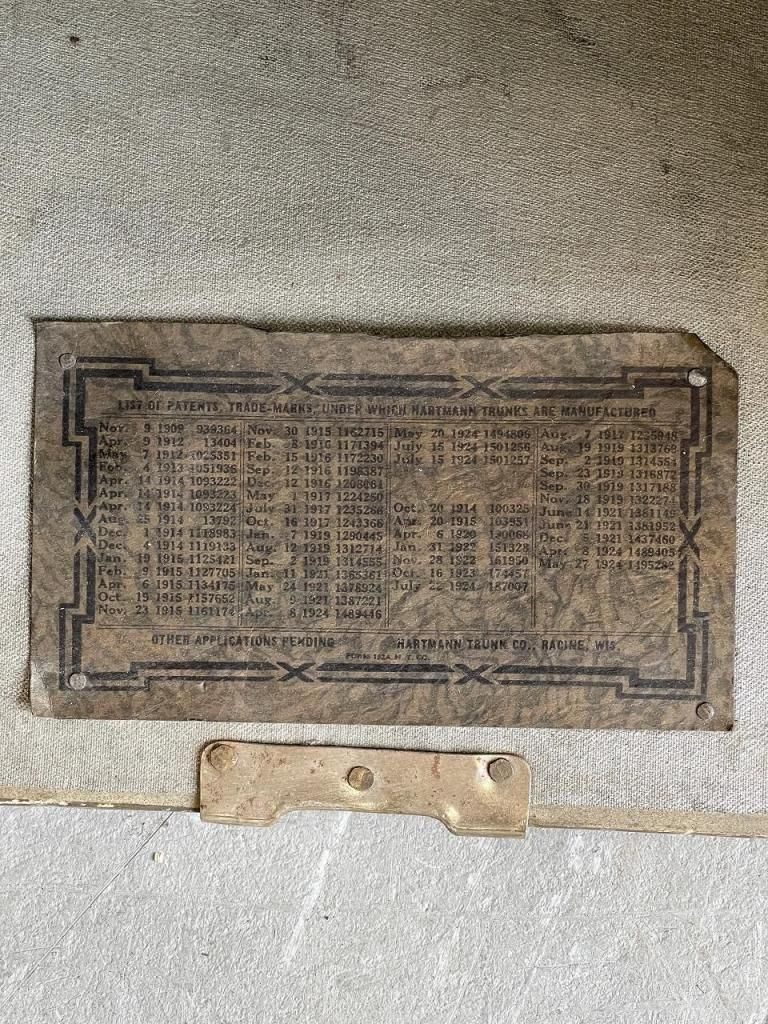 LIST OF PATENTS, TRADE-MARKS, UNDER WHICH HARTMANN TRUNKS ARE MANUFACTURED
Nov. 9 1909 939364
Apr. 9 1912 13404
May 7 1912 1025351
Feb. 4 1913 1051936
Apr. 14 1914 1093222
Apr. 14 1914 1093223
Apr. 14 1914 1093224
Aug. 25 1914 13792
Dec. 1 1914 1118983
Dec. 4 1914 1119133
Jan. 19 1915 1125421
Feb. 9 1915 1127705
Apr. 6 1915 1134175
Oct. 19 1915 1157652
Nov. 23 1915 1161174
Nov. 30 1915 1162715
Feb. 8 1916 1171394
Feb. 15 1916 1172230
Sep. 12 1916 1198387
Dec. 12 1916 1208661
May 1 1917 1224250
July 31 1917 1235266
Oct. 16 1917 1243366
Jan. 7 1919 1290445
Aug. 12 1919 1312714
Sep. 2 1919 1314555
Jan. 11 1921 1365361
May 24 1921 1378924
Aug. 9 1921 1387221
Apr. 8 1924 1489446
May 20 1924 1494806
July 15 1924 1501256
July 15 1924 1501257
Oct. 20 1914 100325
Apr. 20 1915 103951
Apr. 6 1920 130068
Jan. 31 1922 151328
Nov. 28 1922 161950
Oct. 16 1923 174457
July 22 1924 187007
Aug. 7 1917
Aug. 19 1919 1313766
Sep. 2 1919 1314554
Sep. 23 1919 1316872
Sep. 30 1919 1317188
Nov. 18 1919 1322274
June 14 1921 1381149
June 21 1921 1381952
Dec. 5 1921 1437460
Apr. 8 1924 1489405
May 27 1924 1495282
OTHER APPLICATIONS PENDING HARTMANN TRUNK CO., RACINE, WIS.